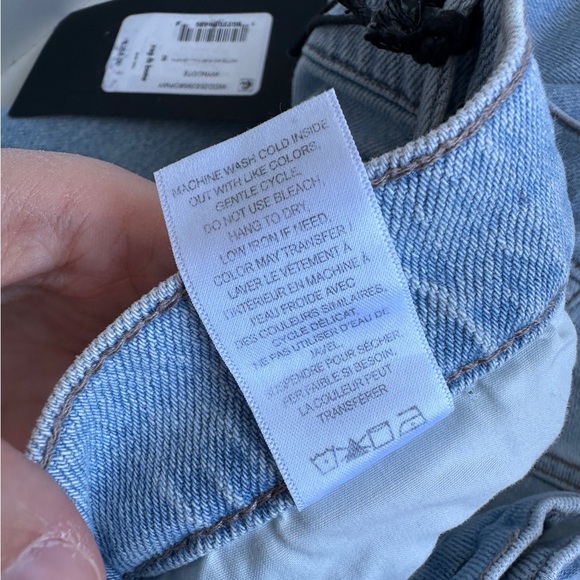 rag & bone
MACHINE WASH COLD INSIDE
OUT WITH LIKE COLORS,
GENTLE CYCLE.
DO NOT USE BLEACH,
HANG TO DRY,
LOW IRON IF NEED.
COLOR MAY TRANSFER /
LAVER LE VÊTEMENT À
L'INTÉRIEUR EN MACHINE À
L'EAU FROIDE AVEC
DES COULEURS SIMILAIRES,
CYCLE DÉLICAT.
NE PAS UTILISER D'EAU DE
JAVEL
SUSPENDRE POUR SÉCHER
FER FAIBLE SI BESOIN.
LA COULEUR PEUT
TRANSFÉRER